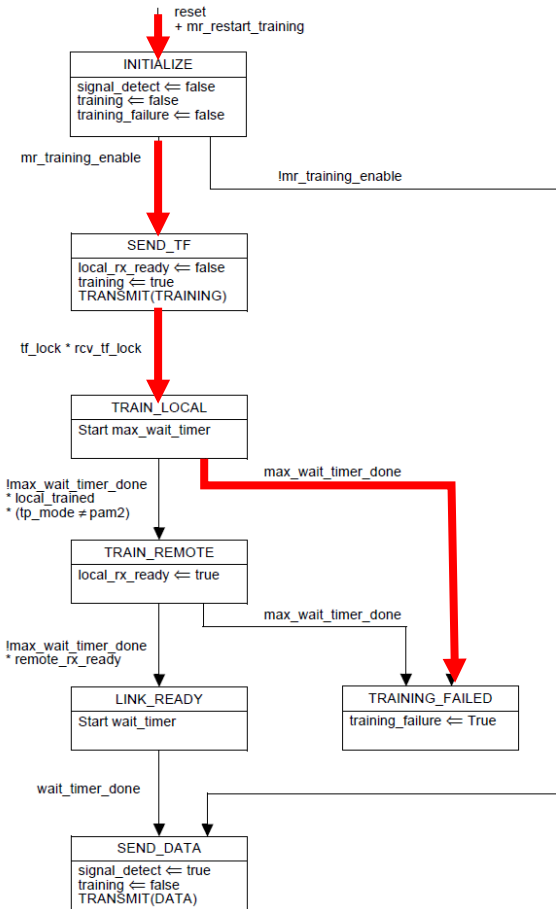 reset
+ mr_restart_training
INITIALIZE
signal_detect ⇐ false
training ⇐ false
training_failure ⇐ false
mr_training_enable
!mr_training_enable
SEND_TF
local_rx_ready ⇐ false
training ⇐ true
TRANSMIT(TRAINING)
tf_lock * rcv_tf_lock
TRAIN_LOCAL
Start max_wait_timer
max_wait_timer_done
!max_wait_timer_done
* local_trained
* (tp_mode ≠ pam2)
TRAIN_REMOTE
local_rx_ready ⇐ true
max_wait_timer_done
!max_wait_timer_done
* remote_rx_ready
LINK_READY
Start wait_timer
TRAINING_FAILED
training_failure ⇐ True
wait_timer_done
SEND_DATA
signal_detect ⇐ true
training ⇐ false
TRANSMIT(DATA)